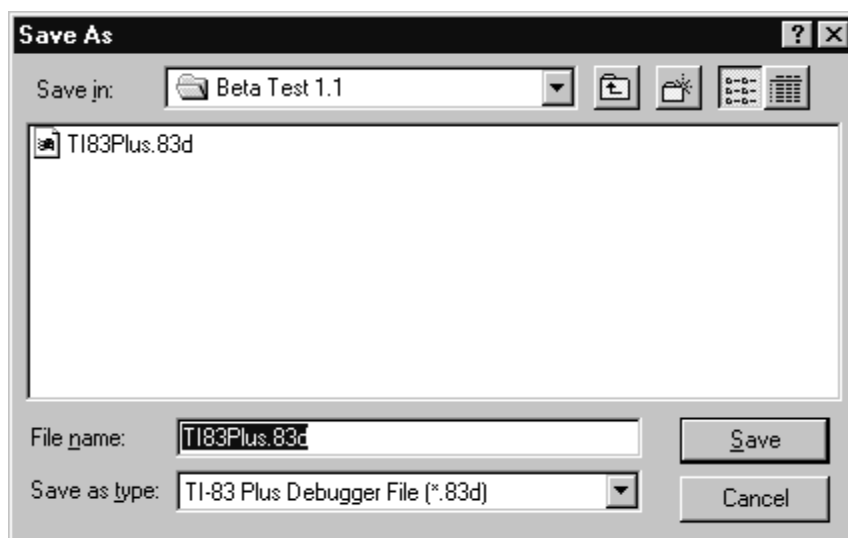 Save As
Save in: Beta Test 1.1
TI83Plus.83d
File name: TI83Plus.83d Save
Save as type: TI-83 Plus Debugger File (*.83d) Cancel